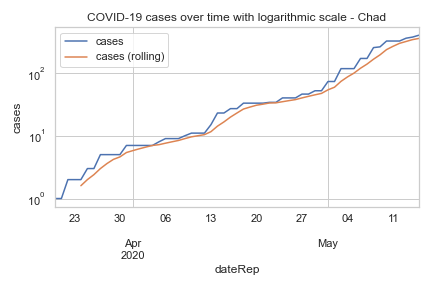 COVID-19 cases over time with logarithmic scale - Chad
cases
cases (rolling)
10²
10¹
10⁰
cases
23 30 06 13 20 27 04 11
Apr May
2020
dateRep